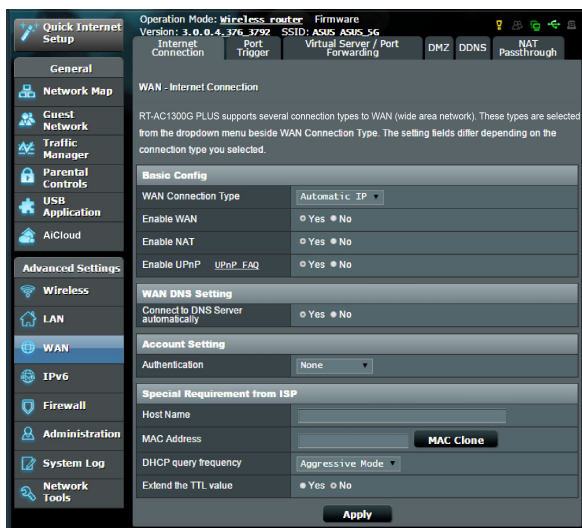 Quick Internet
Setup
General
Network Map
Guest
Network
Traffic
Manager
Parental
Controls
USB
Application
AiCloud
Advanced Settings
Wireless
LAN
WAN
IPv6
Firewall
Administration
System Log
Network
Tools
Operation Mode: Wireless router Firmware
Version: 3.0.0.4.376_3792 SSID: ASUS ASUS_5G
Internet
Connection
Port
Trigger
Virtual Server / Port
Forwarding
DMZ
DDNS
NAT
Passthrough
WAN - Internet Connection
RT-AC1300G PLUS supports several connection types to WAN (wide area network). These types are selected
from the dropdown menu beside WAN Connection Type. The setting fields differ depending on the
connection type you selected.
Basic Config
WAN Connection Type Automatic IP
Enable WAN Yes No
Enable NAT Yes No
Enable UPnP UPnP FAQ Yes No
WAN DNS Setting
Connect to DNS Server
automatically Yes No
Account Setting
Authentication None
Special Requirement from ISP
Host Name
MAC Address MAC Clone
DHCP query frequency Aggressive Mode
Extend the TTL value Yes No
Apply